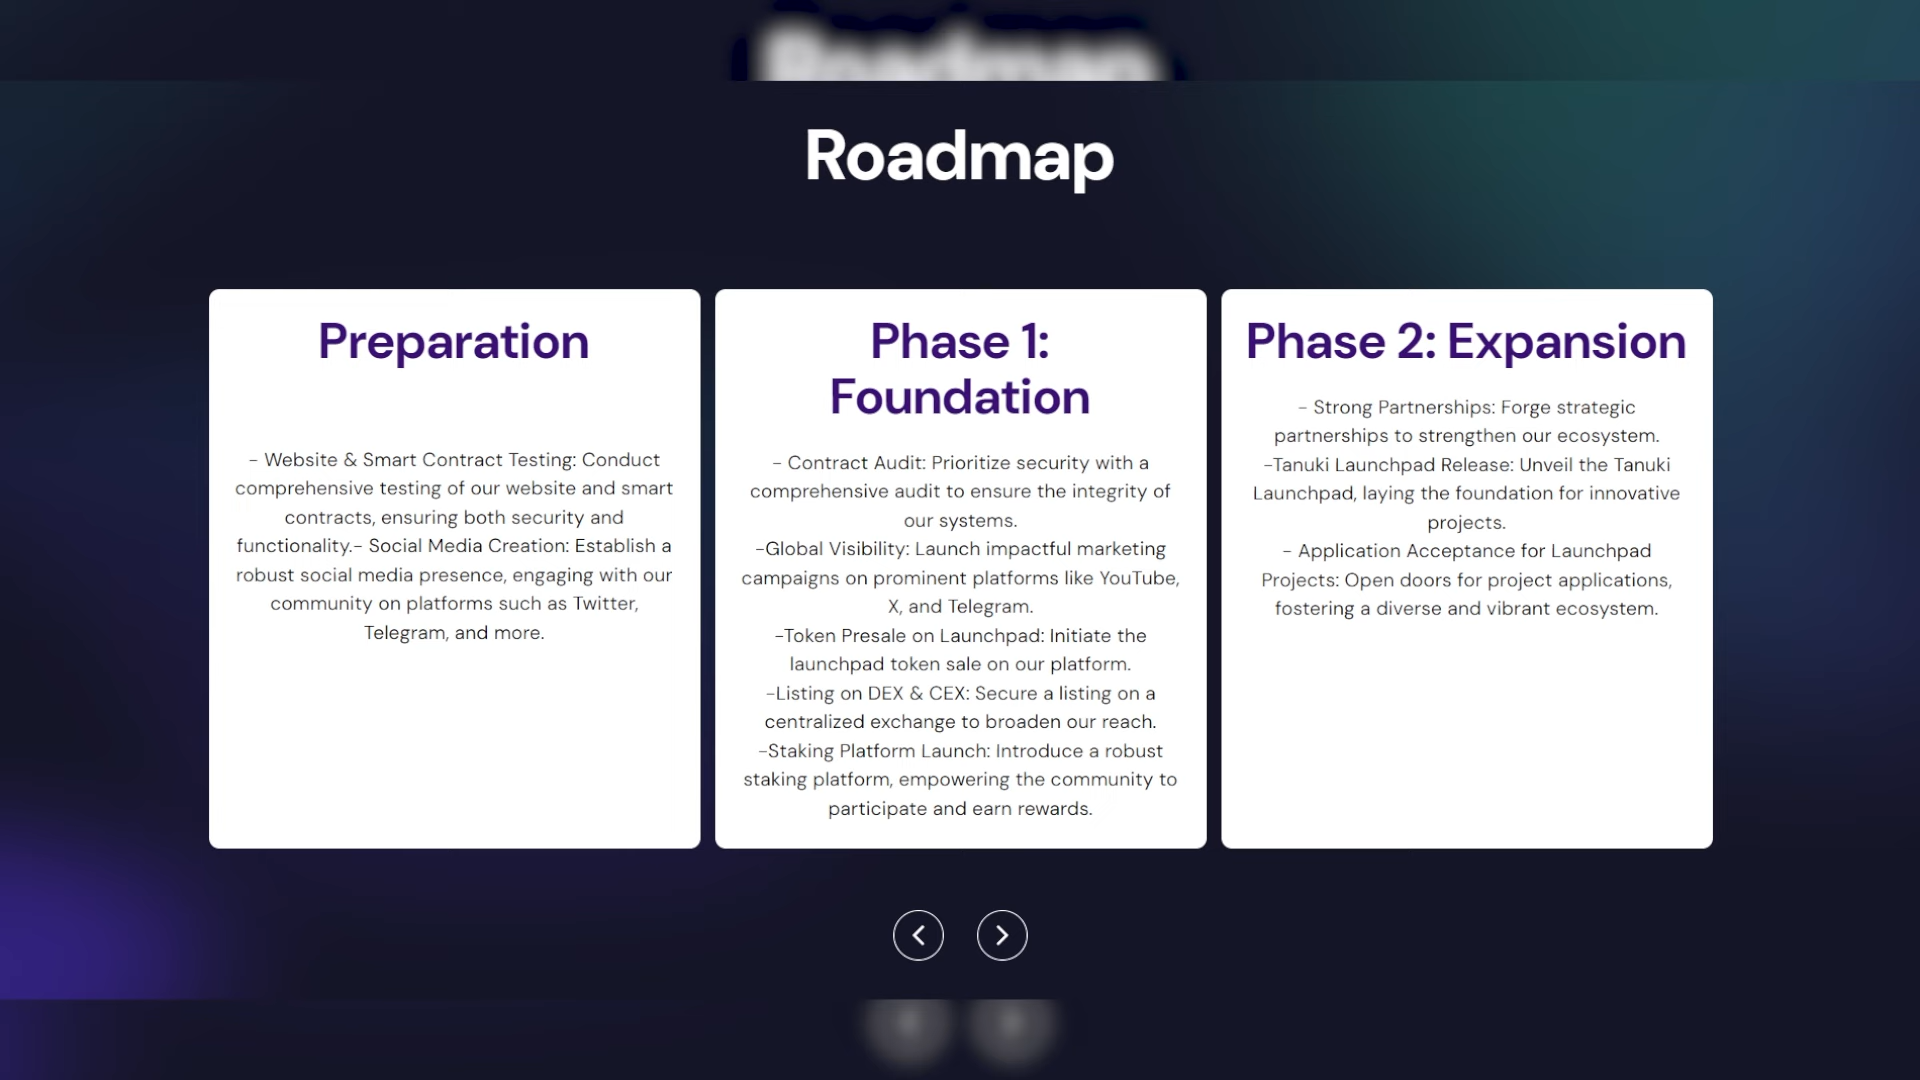 Roadmap
Preparation
- Website & Smart Contract Testing: Conduct
comprehensive testing of our website and smart
contracts, ensuring both security and
functionality.- Social Media Creation: Establish a
robust social media presence, engaging with our
community on platforms such as Twitter,
Telegram, and more.
Phase 1:
Foundation
- Contract Audit: Prioritize security with a
comprehensive audit to ensure the integrity of
our systems.
-Global Visibility: Launch impactful marketing
campaigns on prominent platforms like YouTube,
X, and Telegram.
-Token Presale on Launchpad: Initiate the
launchpad token sale on our platform.
-Listing on DEX & CEX: Secure a listing on a
centralized exchange to broaden our reach.
-Staking Platform Launch: Introduce a robust
staking platform, empowering the community to
participate and earn rewards.
Phase 2: Expansion
- Strong Partnerships: Forge strategic
partnerships to strengthen our ecosystem.
-Tanuki Launchpad Release: Unveil the Tanuki
Launchpad, laying the foundation for innovative
projects.
- Application Acceptance for Launchpad
Projects: Open doors for project applications,
fostering a diverse and vibrant ecosystem.